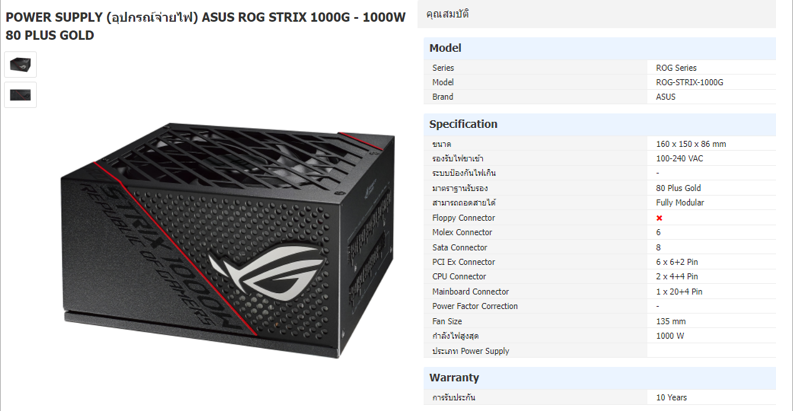 POWER SUPPLY (อุปกรณ์จ่ายไฟ) ASUS ROG STRIX 1000G - 1000W
80 PLUS GOLD
STRIX 1000W
REPUBLIC OF GAMERS
คุณสมบัติ
Model
Series ROG Series
Model ROG-STRIX-1000G
Brand ASUS
Specification
ขนาด 160 x 150 x 86 mm
รองรับไฟขาเข้า 100-240 VAC
ระบบป้องกันไฟเกิน -
มาตราฐานรับรอง 80 Plus Gold
สามารถถอดสายได้ Fully Modular
Floppy Connector
Molex Connector 6
Sata Connector 8
PCI Ex Connector 6 x 6+2 Pin
CPU Connector 2 x 4+4 Pin
Mainboard Connector 1 x 20+4 Pin
Power Factor Correction -
Fan Size 135 mm
กำลังไฟสูงสุด 1000 W
ประเภท Power Supply
Warranty
การรับประกัน 10 Years